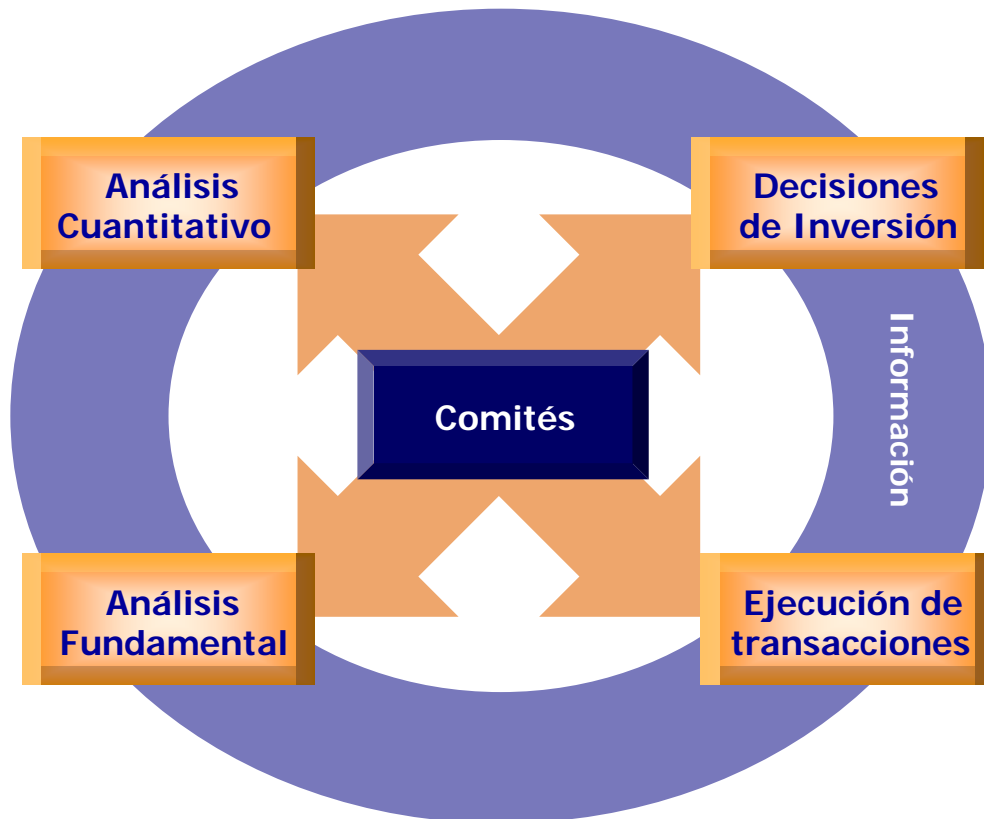 Análisis
Cuantitativo
Decisiones
de Inversión
Información
Comités
Análisis
Fundamental
Ejecución de
transacciones